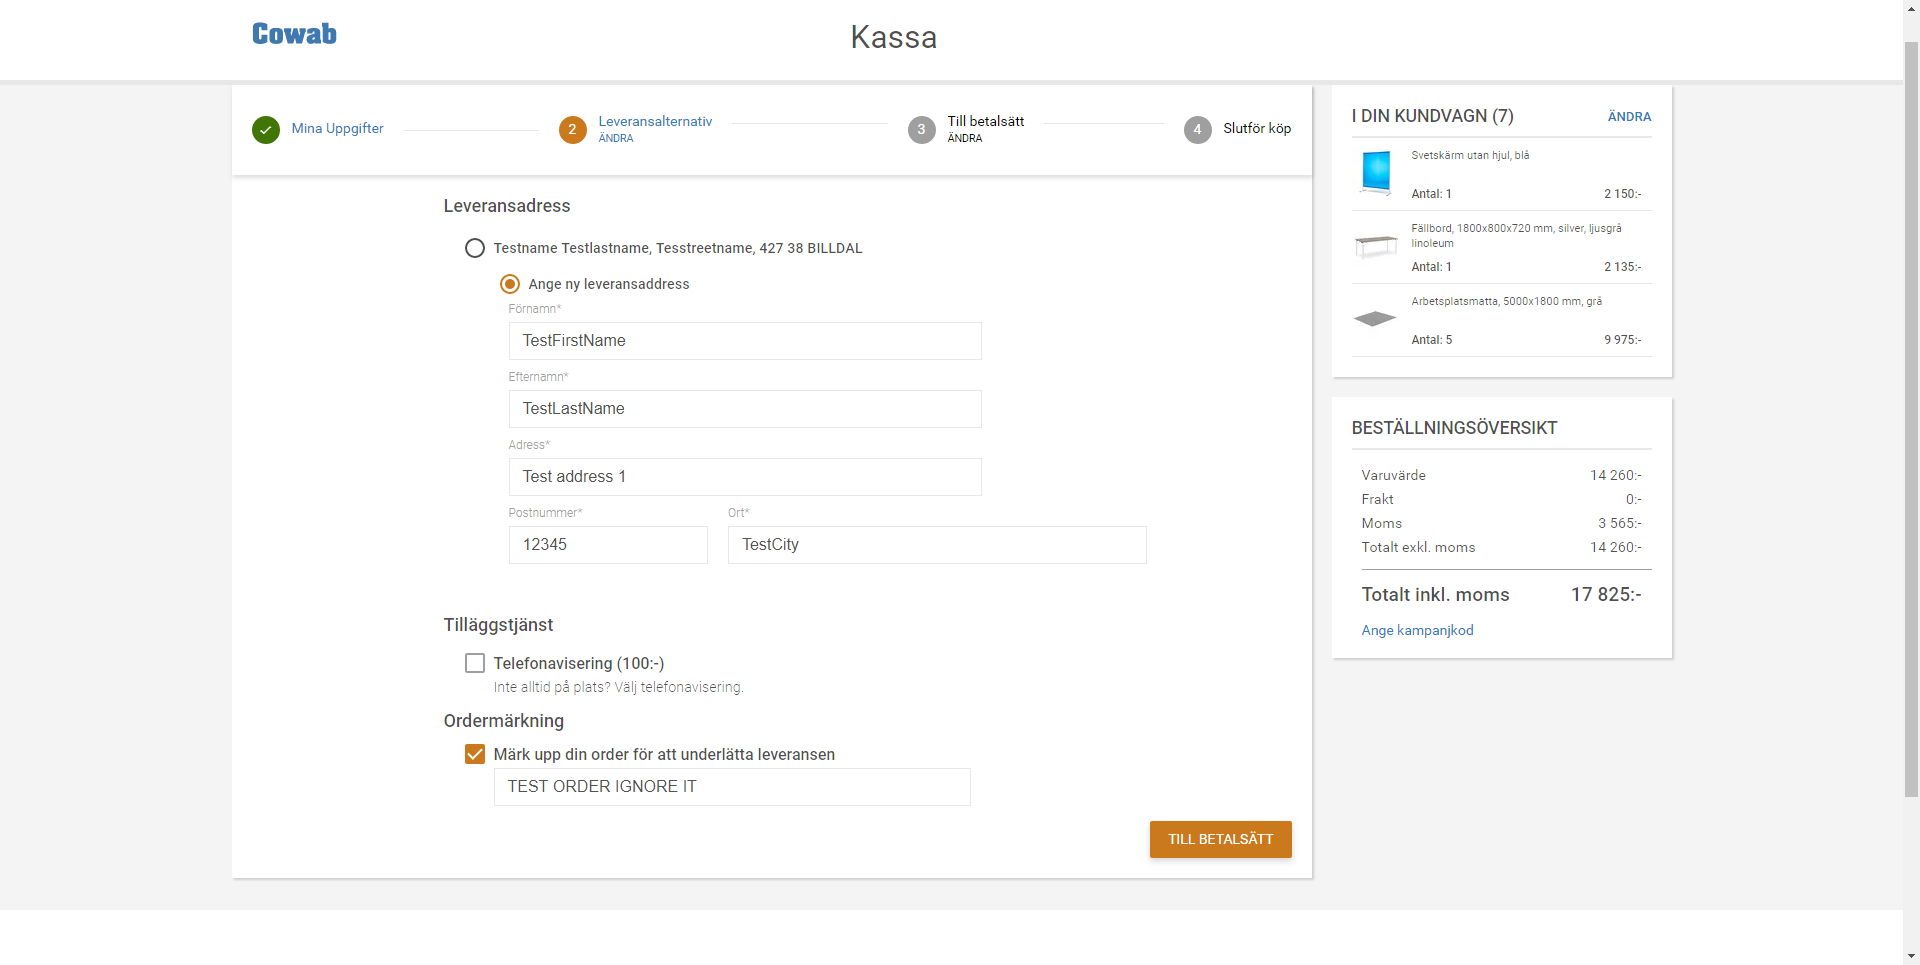 Cowab
Kassa
Mina Uppgifter
2
Leveransalternativ
ÄNDRA
3
Till betalsätt
ÄNDRA
4
Slutför köp
Leveransadress
Testname Testlastname, Tesstreetname, 427 38 BILLDAL
Ange ny leveransaddress
Förnamn*
TestFirstName
Efternamn*
TestLastName
Adress*
Test address 1
Postnummer* Ort*
12345 TestCity
Tilläggstjänst
Telefonavisering (100:-)
Inte alltid på plats? Välj telefonavisering.
Ordermärkning
Märk upp din order för att underlätta leveransen
TEST ORDER IGNORE IT
TILL BETALSÄTT
I DIN KUNDVAGN (7) ÄNDRA
Svetskärm utan hjul, blå
Antal: 1 2 150:-
Fällbord, 1800x800x720 mm, silver, ljusgrå
linoleum
Antal: 1 2 135:-
Arbetsplatsmatta, 5000x1800 mm, grå
Antal: 5 9 975:-
BESTÄLLNINGSÖVERSIKT
Varuvärde 14 260:-
Frakt 0:-
Moms 3 565:-
Totalt exkl. moms 14 260:-
Totalt inkl. moms 17 825:-
Ange kampanjkod